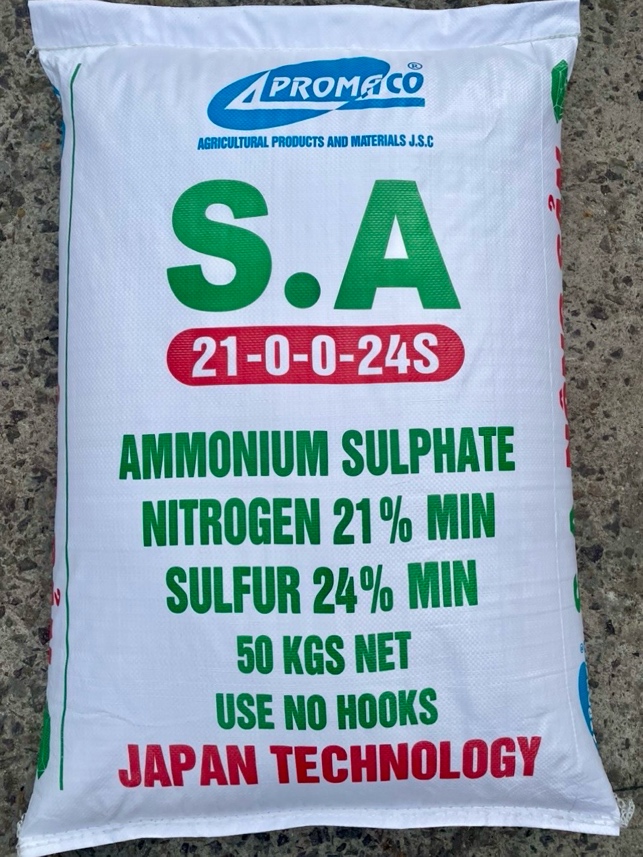 APROMACO®
AGRICULTURAL PRODUCTS AND MATERIALS J.S.C
S.A
21-0-0-24S
AMMONIUM SULPHATE
NITROGEN 21% MIN
SULFUR 24% MIN
50 KGS NET
USE NO HOOKS
JAPAN TECHNOLOGY